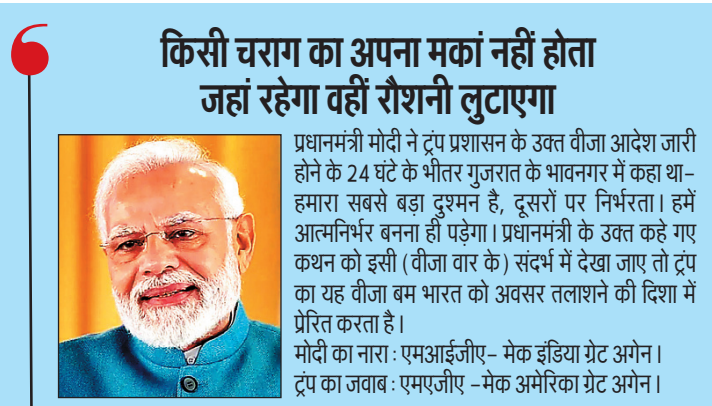 किसी चराग का अपना मकां नहीं होता
जहां रहेगा वहीं रौशनी लुटाएगा
प्रधानमंत्री मोदी ने ट्रंप प्रशासन के उक्त वीजा आदेश जारी
होने के 24 घंटे के भीतर गुजरात के भावनगर में कहा था–
हमारा सबसे बड़ा दुश्मन है, दूसरों पर निर्भरता। हमें
आत्मनिर्भर बनना ही पड़ेगा। प्रधानमंत्री के उक्त कहे गए
कथन को इसी (वीजा वार के) संदर्भ में देखा जाए तो ट्रंप
का यह वीजा बम भारत को अवसर तलाशने की दिशा में
प्रेरित करता है।
मोदी का नारा : एमआईजीए– मेक इंडिया ग्रेट अगेन।
ट्रंप का जवाब : एमएजीए –मेक अमेरिका ग्रेट अगेन।